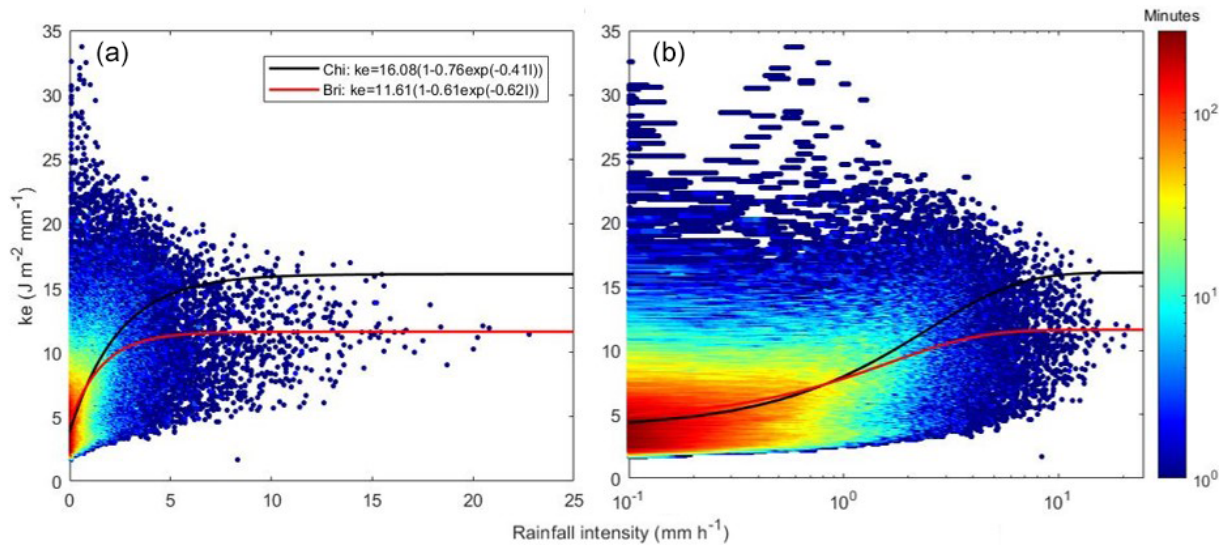 Minutes
(a)
(b)
Chi: ke=16.08(1-0.76exp(-0.41I))
Bri: ke=11.61(1-0.61exp(-0.62I))
ke (J m⁻² mm⁻¹)
35
30
25
20
15
10
5
0
0 5 10 15 20 25
35
30
25
20
15
10
5
0
10⁻¹ 10⁰ 10¹
10²
10¹
10⁰
Rainfall intensity (mm h⁻¹)